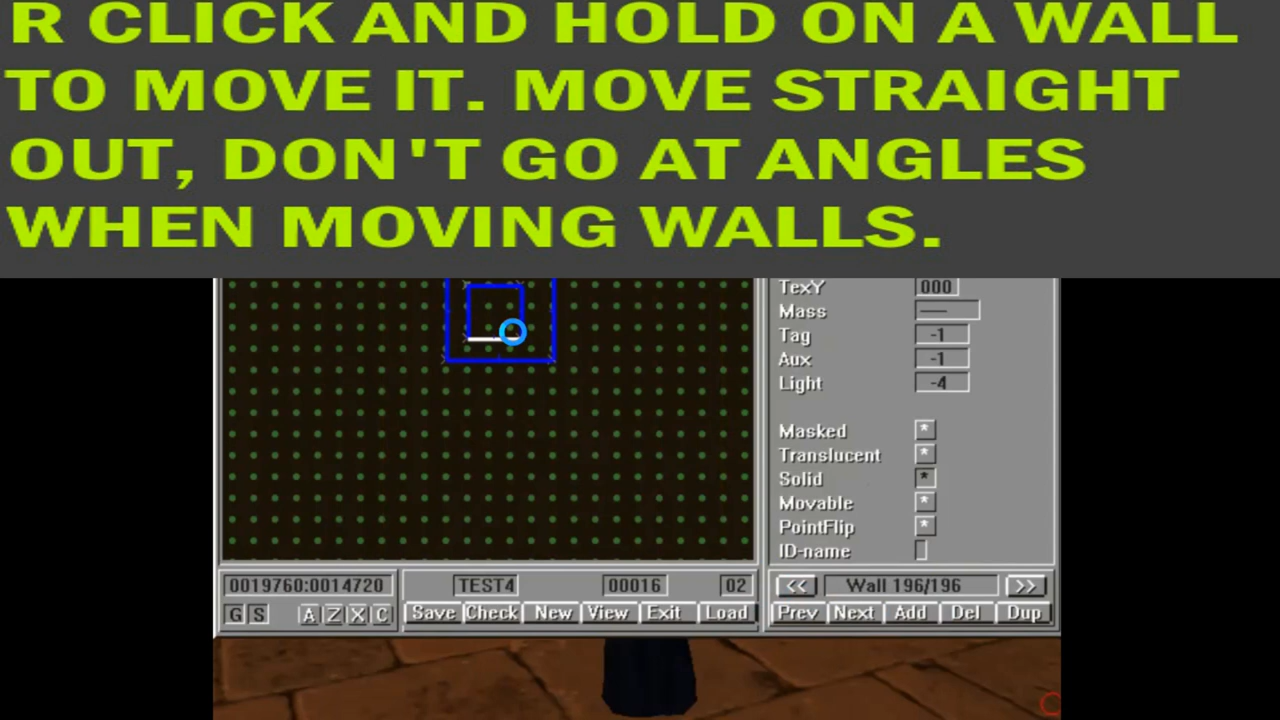 R CLICK AND HOLD ON A WALL
TO MOVE IT. MOVE STRAIGHT
OUT, DON'T GO AT ANGLES
WHEN MOVING WALLS.
TexY 000
Mass
Tag -1
Aux -1
Light -4
Masked *
Translucent *
Solid *
Movable *
PointFlip *
ID-name
0019760:0014720 TEST4 00016 02 << Wall 196/196 >>
G S A Z X C Save Check New View Exit Load Prev Next Add Del Dup